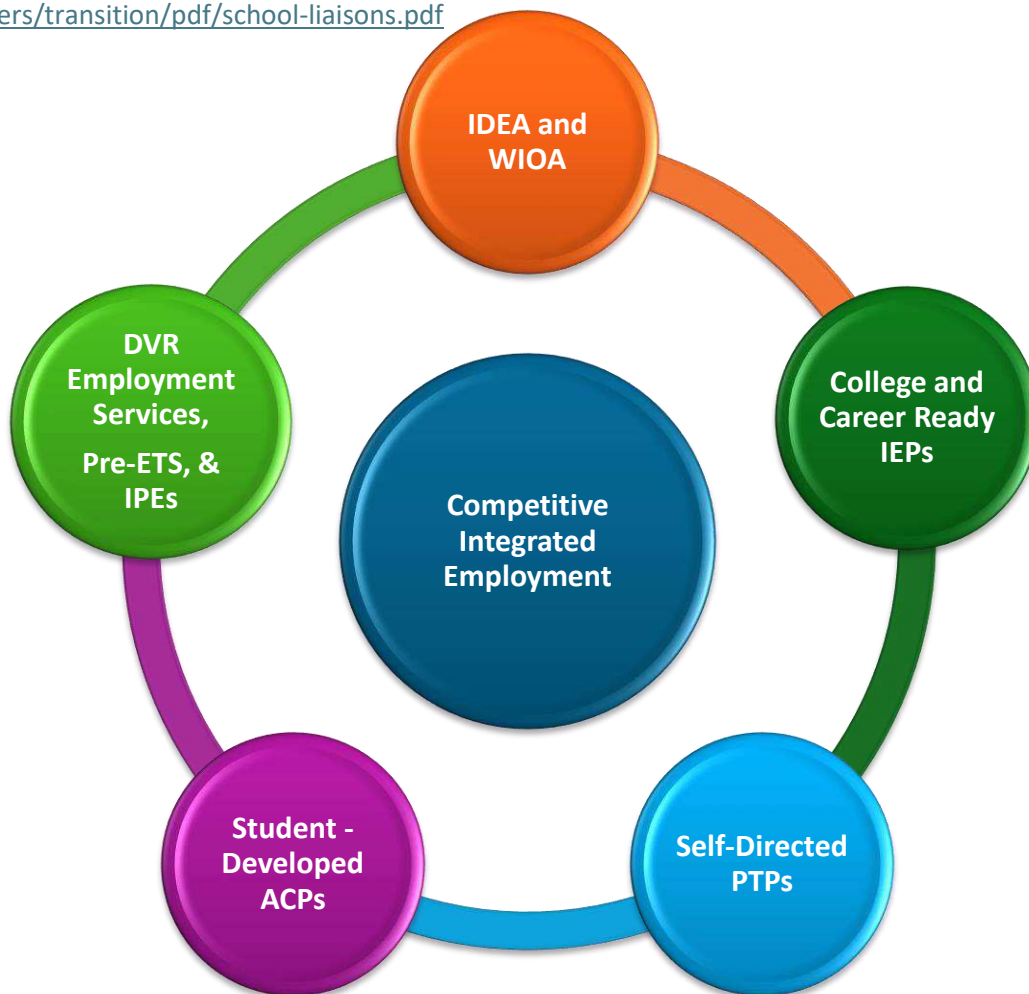 ers/transition/pdf/school-liaisons.pdf
IDEA and
WIOA
DVR
Employment
Services,
Pre-ETS, &
IPEs
College and
Career Ready
IEPs
Competitive
Integrated
Employment
Student -
Developed
ACPs
Self-Directed
PTPs